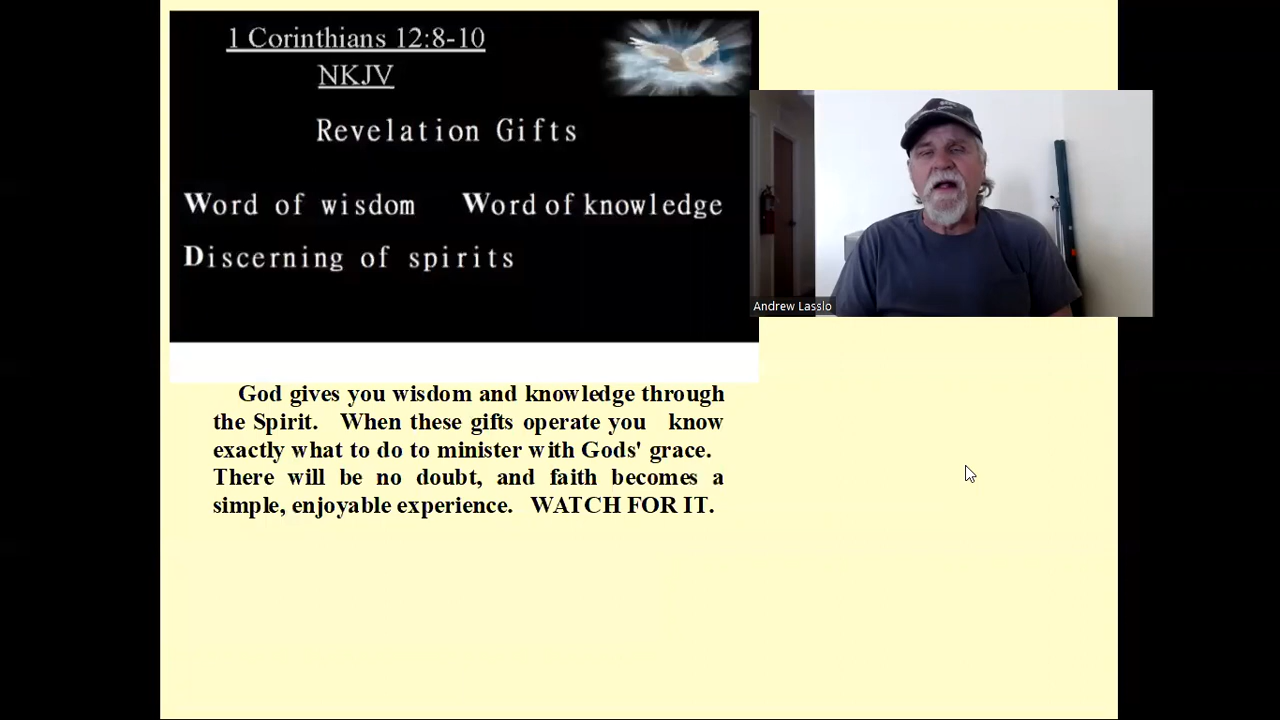 1 Corinthians 12:8-10
NKJV
Revelation Gifts
Word of wisdom Word of knowledge
Discerning of spirits
Andrew Lasslo
God gives you wisdom and knowledge through
the Spirit. When these gifts operate you know
exactly what to do to minister with Gods' grace.
There will be no doubt, and faith becomes a
simple, enjoyable experience. WATCH FOR IT.